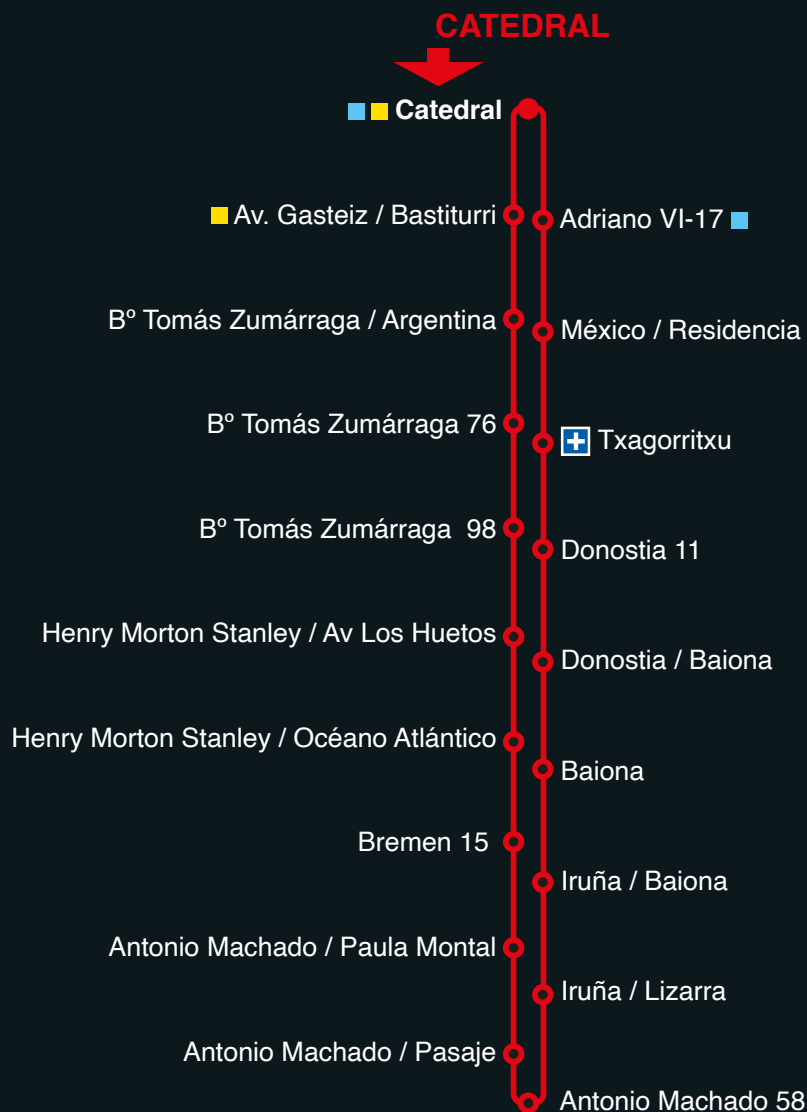 CATEDRAL
Catedral
Av. Gasteiz / Bastiturri
Adriano VI-17
Bº Tomás Zumárraga / Argentina
México / Residencia
Bº Tomás Zumárraga 76
Txagorritxu
Bº Tomás Zumárraga 98
Donostia 11
Henry Morton Stanley / Av Los Huetos
Donostia / Baiona
Henry Morton Stanley / Océano Atlántico
Baiona
Bremen 15
Iruña / Baiona
Antonio Machado / Paula Montal
Iruña / Lizarra
Antonio Machado / Pasaje
Antonio Machado 58